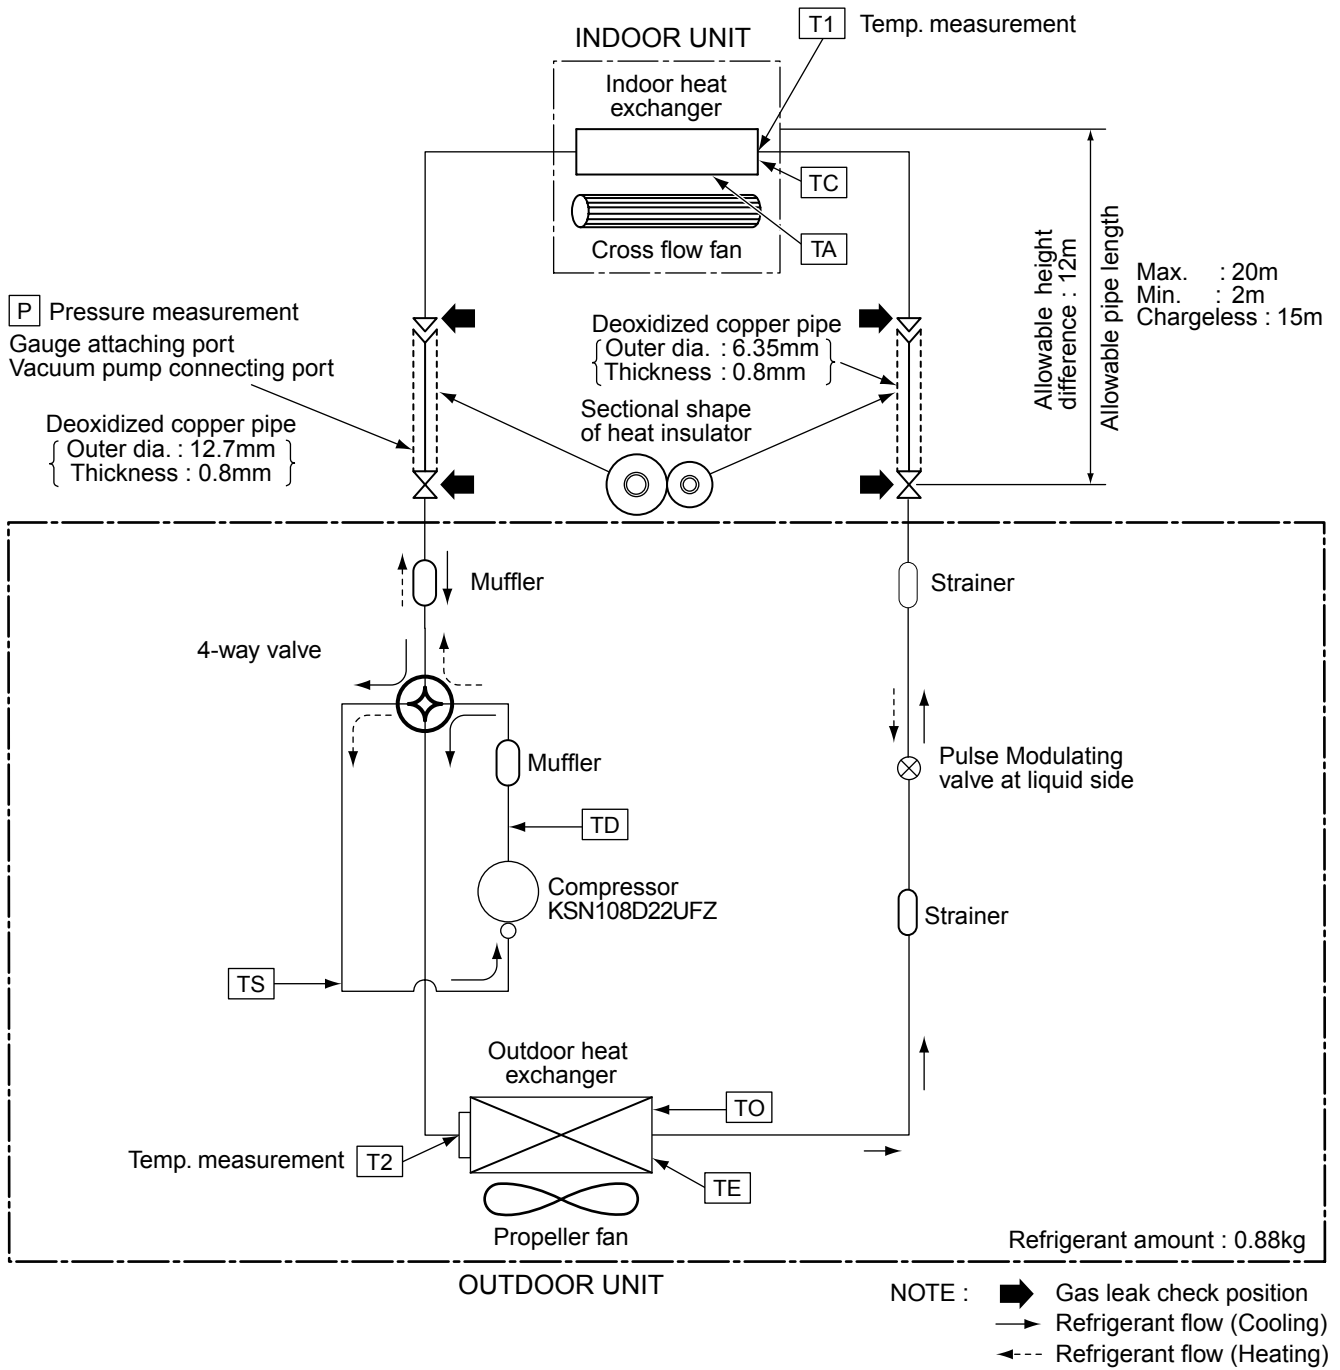 T1 Temp. measurement
INDOOR UNIT
Indoor heat
exchanger
TC
TA
Cross flow fan
Allowable height
difference : 12m
Allowable pipe length
Max. : 20m
Min. : 2m
Chargeless : 15m
P Pressure measurement
Gauge attaching port
Vacuum pump connecting port
Deoxidized copper pipe
Outer dia. : 12.7mm
Thickness : 0.8mm
Deoxidized copper pipe
Outer dia. : 6.35mm
Thickness : 0.8mm
Sectional shape
of heat insulator
Muffler
Strainer
4-way valve
Muffler
Pulse Modulating
valve at liquid side
TD
Compressor
KSN108D22UFZ
Strainer
TS
Outdoor heat
exchanger
TO
Temp. measurement T2
TE
Propeller fan
Refrigerant amount : 0.88kg
OUTDOOR UNIT
NOTE : Gas leak check position
Refrigerant flow (Cooling)
Refrigerant flow (Heating)